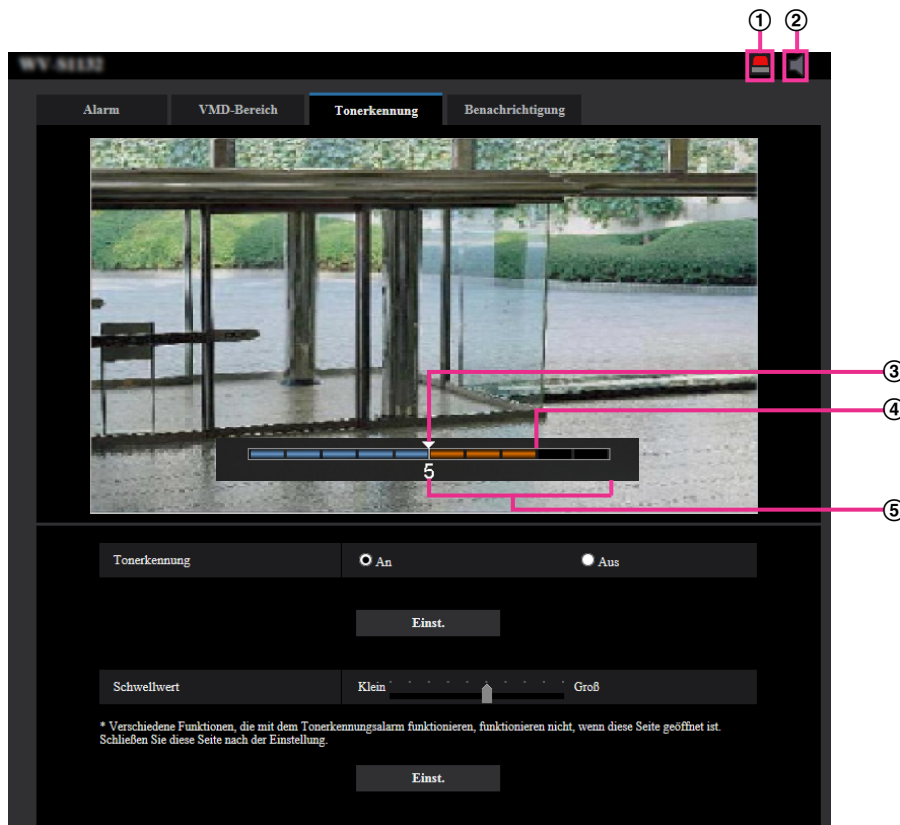 ① ②
Alarm VMD-Bereich Tonerkennung Benachrichtigung
③
④
5
⑤
Tonerkennung An Aus
Einst.
Schwellwert Klein Groß
* Verschiedene Funktionen, die mit dem Tonerkennungsalarm funktionieren, funktionieren nicht, wenn diese Seite geöffnet ist.
Schließen Sie diese Seite nach der Einstellung.
Einst.